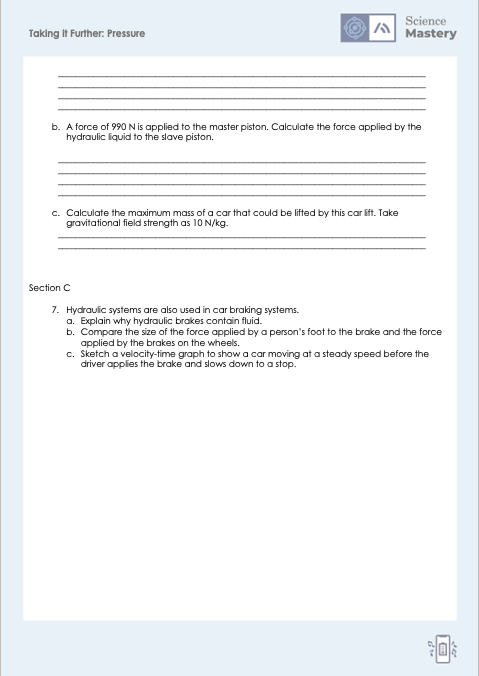 Taking it Further: Pressure
Science
Mastery
b. A force of 990 N is applied to the master piston. Calculate the force applied by the
hydraulic liquid to the slave piston.
c. Calculate the maximum mass of a car that could be lifted by this car lift. Take
gravitational field strength as 10 N/kg.
Section C
7. Hydraulic systems are also used in car braking systems.
a. Explain why hydraulic brakes contain fluid.
b. Compare the size of the force applied by a person's foot to the brake and the force
applied by the brakes on the wheels.
c. Sketch a velocity-time graph to show a car moving at a steady speed before the
driver applies the brake and slows down to a stop.